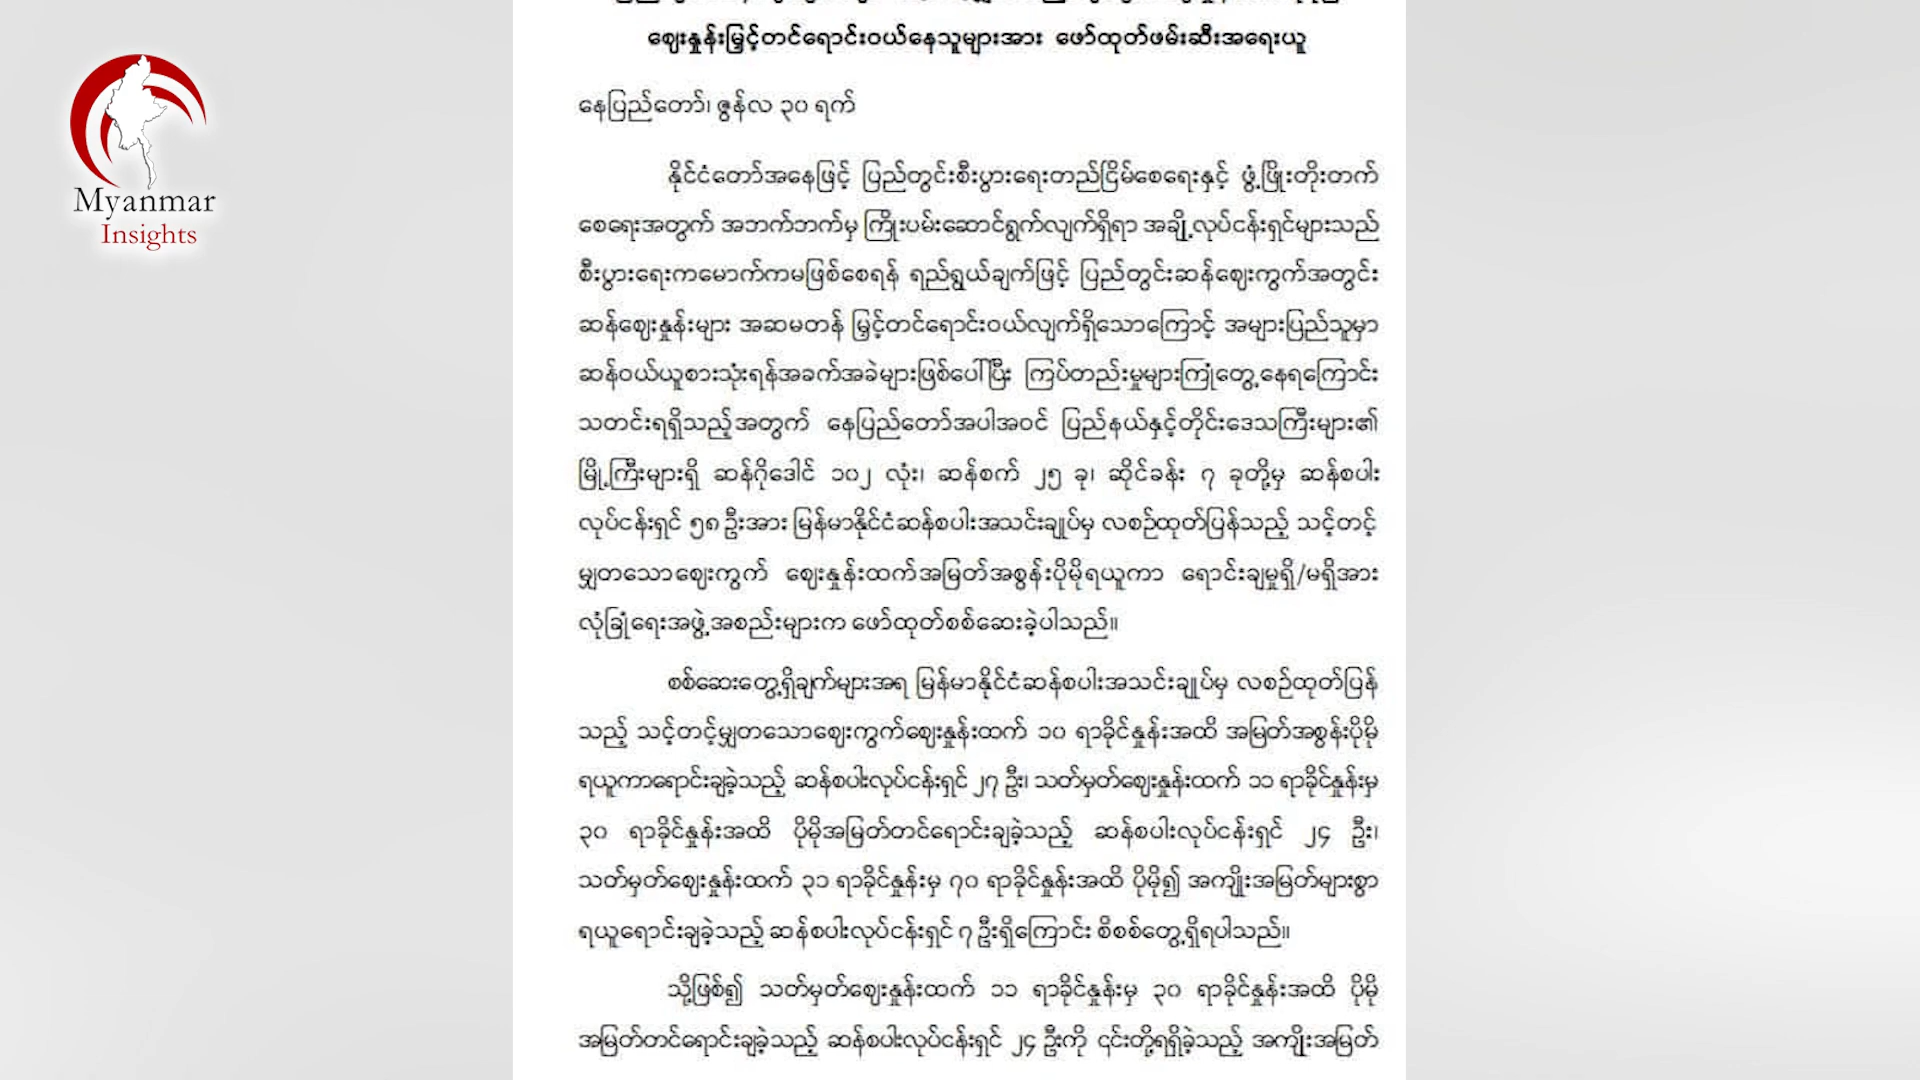 Myanmar
Insights
ဈေးနှုန်းမြှင့်တင်ရောင်းဝယ်နေသူများအား ဖော်ထုတ်ဖမ်းဆီးအရေးယူ
နေပြည်တော်၊ ဇွန်လ ၃၀ ရက်
နိုင်ငံတော်အနေဖြင့် ပြည်တွင်းစီးပွားရေးတည်ငြိမ်စေရေးနှင့် ဖွံ့ဖြိုးတိုးတက်
စေရေးအတွက် အဘက်ဘက်မှ ကြိုးပမ်းဆောင်ရွက်လျက်ရှိရာ အချို့လုပ်ငန်းရှင်များသည်
စီးပွားရေးကမောက်ကမဖြစ်စေရန် ရည်ရွယ်ချက်ဖြင့် ပြည်တွင်းဆန်ဈေးကွက်အတွင်း
ဆန်ဈေးနှုန်းများ အဆမတန် မြှင့်တင်ရောင်းဝယ်လျက်ရှိသောကြောင့် အများပြည်သူမှာ
ဆန်ဝယ်ယူစားသုံးရန်အခက်အခဲများဖြစ်ပေါ်ပြီး ကြပ်တည်းမှုများကြုံတွေ့နေရကြောင်း
သတင်းရရှိသည့်အတွက် နေပြည်တော်အပါအဝင် ပြည်နယ်နှင့်တိုင်းဒေသကြီးများ၏
မြို့ကြီးများရှိ ဆန်ဂိုဒေါင် ၁၀၂ လုံး၊ ဆန်စက် ၂၅ ခု၊ ဆိုင်ခန်း ၇ ခုတို့မှ ဆန်စပါး
လုပ်ငန်းရှင် ၅၈ ဦးအား မြန်မာနိုင်ငံဆန်စပါးအသင်းချုပ်မှ လစဉ်ထုတ်ပြန်သည့် သင့်တင့်
မျှတသောဈေးကွက် ဈေးနှုန်းထက်အမြတ်အစွန်းပိုမိုရယူကာ ရောင်းချမှုရှိ/မရှိအား
လုံခြုံရေးအဖွဲ့အစည်းများက ဖော်ထုတ်စစ်ဆေးခဲ့ပါသည်။
စစ်ဆေးတွေ့ရှိချက်များအရ မြန်မာနိုင်ငံဆန်စပါးအသင်းချုပ်မှ လစဉ်ထုတ်ပြန်
သည့် သင့်တင့်မျှတသောဈေးကွက်ဈေးနှုန်းထက် ၁၀ ရာခိုင်နှုန်းအထိ အမြတ်အစွန်းပိုမို
ရယူကာရောင်းချခဲ့သည့် ဆန်စပါးလုပ်ငန်းရှင် ၂၇ ဦး၊ သတ်မှတ်ဈေးနှုန်းထက် ၁၁ ရာခိုင်နှုန်းမှ
၃၀ ရာခိုင်နှုန်းအထိ ပိုမိုအမြတ်တင်ရောင်းချခဲ့သည့် ဆန်စပါးလုပ်ငန်းရှင် ၂၄ ဦး၊
သတ်မှတ်ဈေးနှုန်းထက် ၃၁ ရာခိုင်နှုန်းမှ ၇၀ ရာခိုင်နှုန်းအထိ ပိုမို၍ အကျိုးအမြတ်များစွာ
ရယူရောင်းချခဲ့သည့် ဆန်စပါးလုပ်ငန်းရှင် ၇ ဦးရှိကြောင်း စိစစ်တွေ့ရှိရပါသည်။
သို့ဖြစ်၍ သတ်မှတ်ဈေးနှုန်းထက် ၁၁ ရာခိုင်နှုန်းမှ ၃၀ ရာခိုင်နှုန်းအထိ ပိုမို
အမြတ်တင်ရောင်းချခဲ့သည့် ဆန်စပါးလုပ်ငန်းရှင် ၂၄ ဦးကို ၎င်းတို့ရရှိခဲ့သည့် အကျိုးအမြတ်